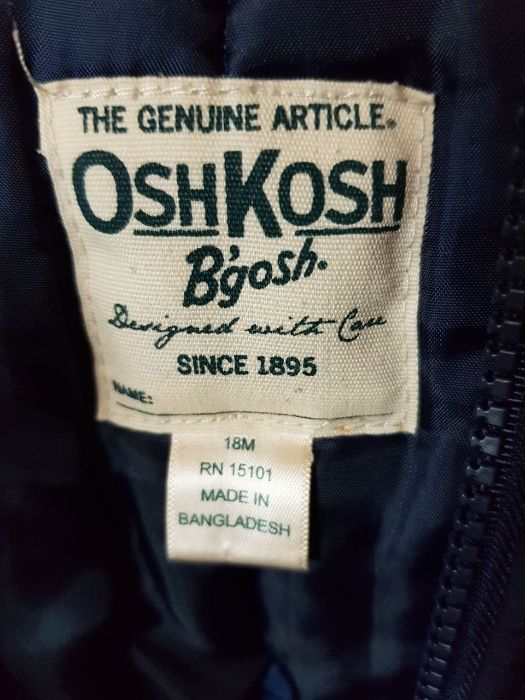 THE GENUINE ARTICLE®
OSHKOSH
B'gosh®
Designed with Care
SINCE 1895
NAME:
18M
RN 15101
MADE IN
BANGLADESH